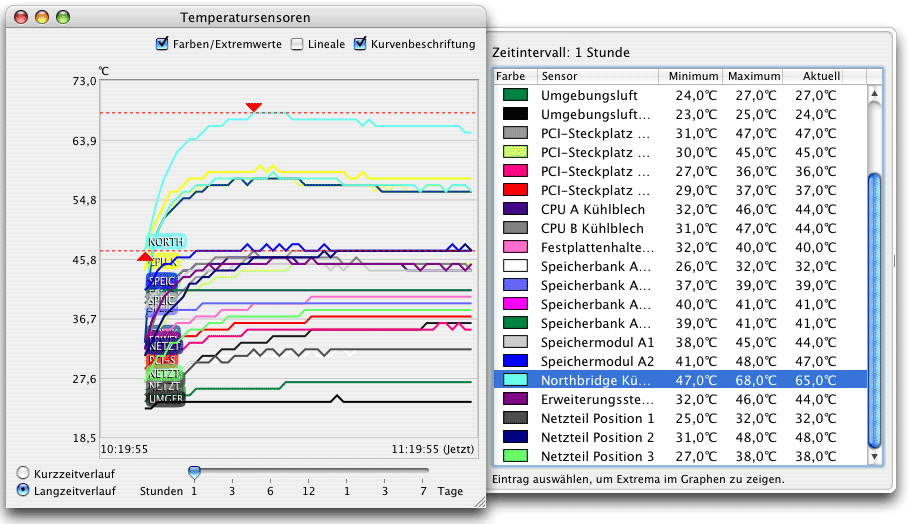 Temperatursensoren
Farben/Extremwerte Lineale Kurvenbeschriftung
°C
73,0
63,9
54,8
45,8
36,7
27,6
18,5
NORTH
CPU K
SPEIC
SPEIC
NETZT
PCI-S
NETZT
NETZT
UMGEB
10:19:55 11:19:55 (Jetzt)
Kurzzeitverlauf
Langzeitverlauf Stunden 1 3 6 12 1 3 7 Tage
Zeitintervall: 1 Stunde
Farbe Sensor Minimum Maximum Aktuell
Umgebungsluft 24,0°C 27,0°C 27,0°C
Umgebungsluft... 23,0°C 25,0°C 24,0°C
PCI-Steckplatz ... 31,0°C 47,0°C 47,0°C
PCI-Steckplatz ... 30,0°C 45,0°C 45,0°C
PCI-Steckplatz ... 27,0°C 36,0°C 36,0°C
PCI-Steckplatz ... 29,0°C 37,0°C 37,0°C
CPU A Kühlblech 32,0°C 46,0°C 44,0°C
CPU B Kühlblech 31,0°C 47,0°C 44,0°C
Festplattenhalte... 32,0°C 40,0°C 40,0°C
Speicherbank A... 26,0°C 32,0°C 32,0°C
Speicherbank A... 37,0°C 39,0°C 39,0°C
Speicherbank A... 40,0°C 41,0°C 41,0°C
Speicherbank A... 39,0°C 41,0°C 41,0°C
Speichermodul A1 38,0°C 45,0°C 44,0°C
Speichermodul A2 41,0°C 48,0°C 47,0°C
Northbridge Kü... 47,0°C 68,0°C 65,0°C
Erweiterungsste... 32,0°C 46,0°C 44,0°C
Netzteil Position 1 25,0°C 32,0°C 32,0°C
Netzteil Position 2 31,0°C 48,0°C 48,0°C
Netzteil Position 3 27,0°C 38,0°C 38,0°C
Eintrag auswählen, um Extrema im Graphen zu zeigen.